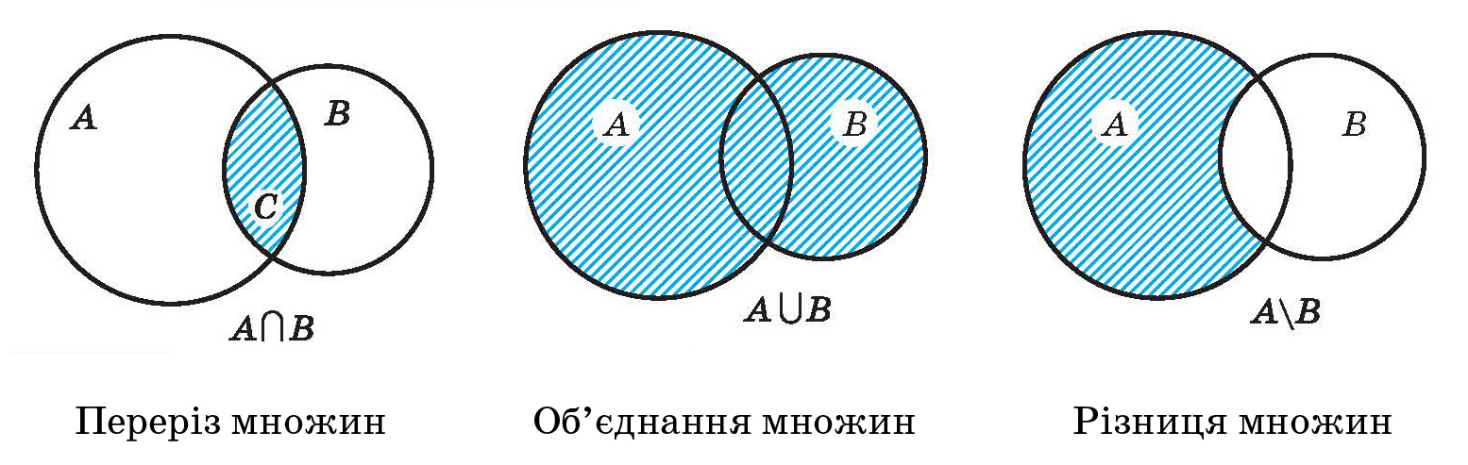 A B C
A∩B
Переріз множин
A B
A∪B
Об’єднання множин
A B
A\B
Різниця множин